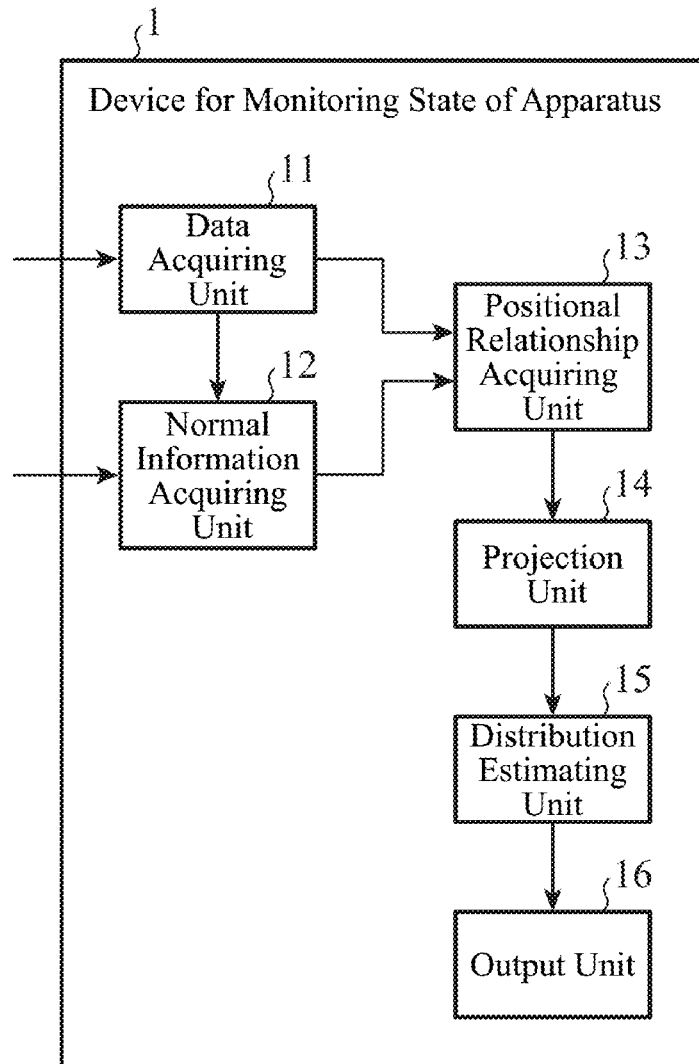 1
Device for Monitoring State of Apparatus
11
Data
Acquiring
Unit
12
Normal
Information
Acquiring
Unit
13
Positional
Relationship
Acquiring
Unit
14
Projection
Unit
15
Distribution
Estimating
Unit
16
Output Unit